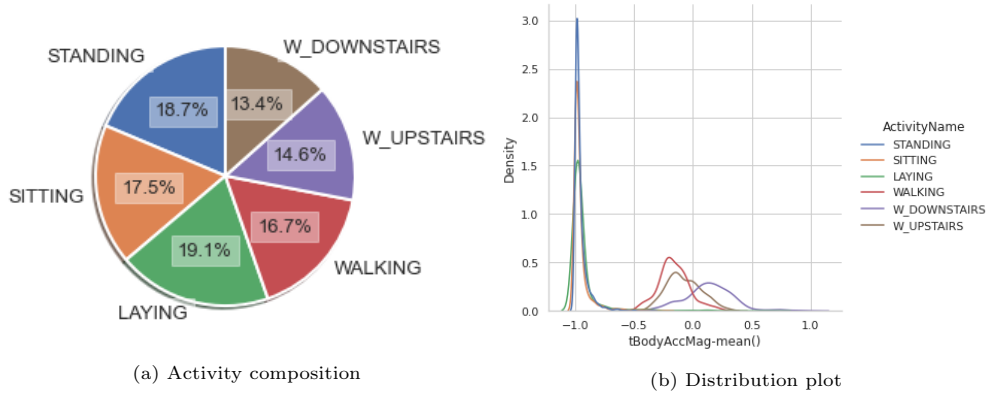 STANDING
W_DOWNSTAIRS
18.7%
13.4%
W_UPSTAIRS
14.6%
SITTING
17.5%
16.7%
19.1%
WALKING
LAYING
(a) Activity composition
Density
3.0
2.5
2.0
1.5
1.0
0.5
0.0
−1.0 −0.5 0.0 0.5 1.0
tBodyAccMag-mean()
ActivityName
STANDING
SITTING
LAYING
WALKING
W_DOWNSTAIRS
W_UPSTAIRS
(b) Distribution plot